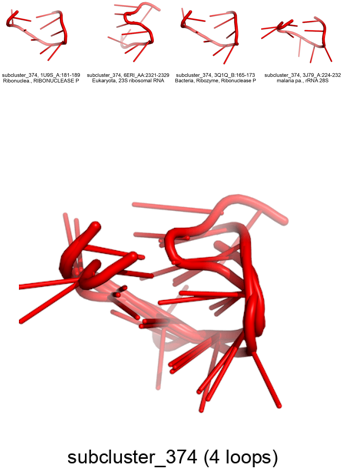 subcluster_374, 1U9S_A:181-189
Ribonuclea., RIBONUCLEASE P
subcluster_374, 6ERI_AA:2321-2329
Eukaryota, 23S ribosomal RNA
subcluster_374, 3Q1Q_B:165-173
Bacteria, Ribozyme, Ribonuclease P
subcluster_374, 3J79_A:224-232
malaria pa., rRNA 28S
subcluster_374 (4 loops)